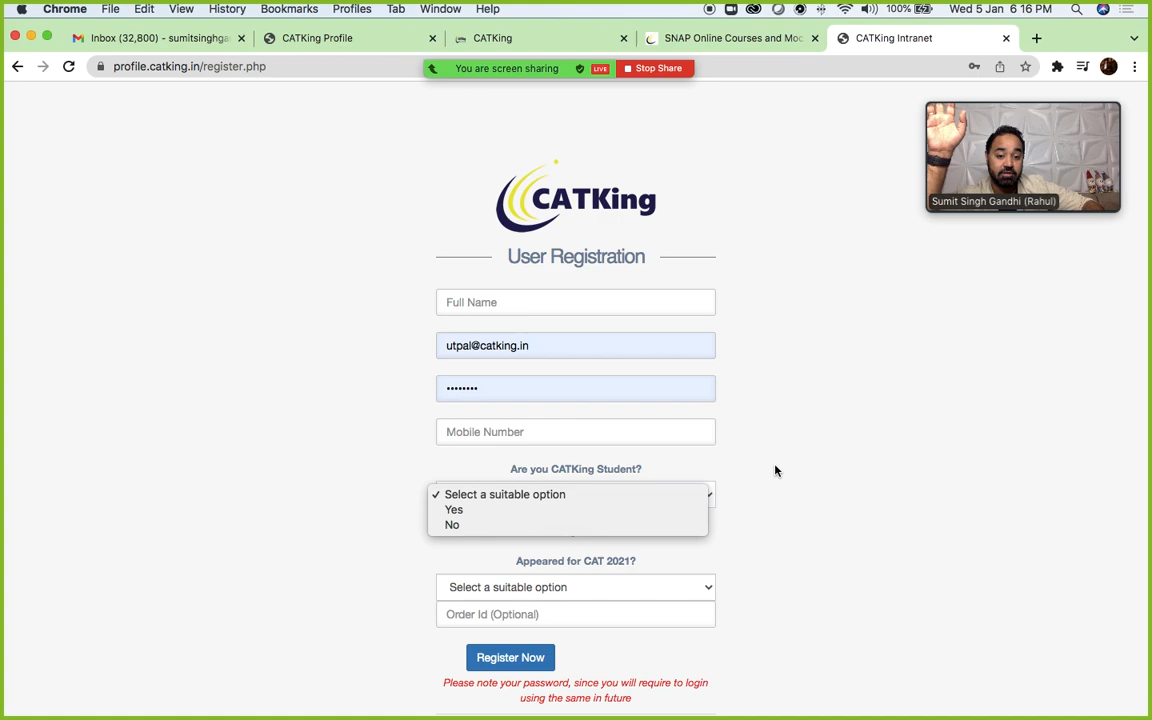 Chrome File Edit View History Bookmarks Profiles Tab Window Help 100% Wed 5 Jan 6:16 PM
Inbox (32,800) - sumitsinghga CATKing Profile CATKing SNAP Online Courses and Moc CATKing Intranet
profile.catking.in/register.php
You are screen sharing LIVE Stop Share
Sumit Singh Gandhi (Rahul)
CATKing
User Registration
Full Name
utpal@catking.in
••••••••
Mobile Number
Are you CATKing Student?
✓ Select a suitable option
Yes
No
Appeared for CAT 2021?
Select a suitable option
Order Id (Optional)
Register Now
Please note your password, since you will require to login
using the same in future